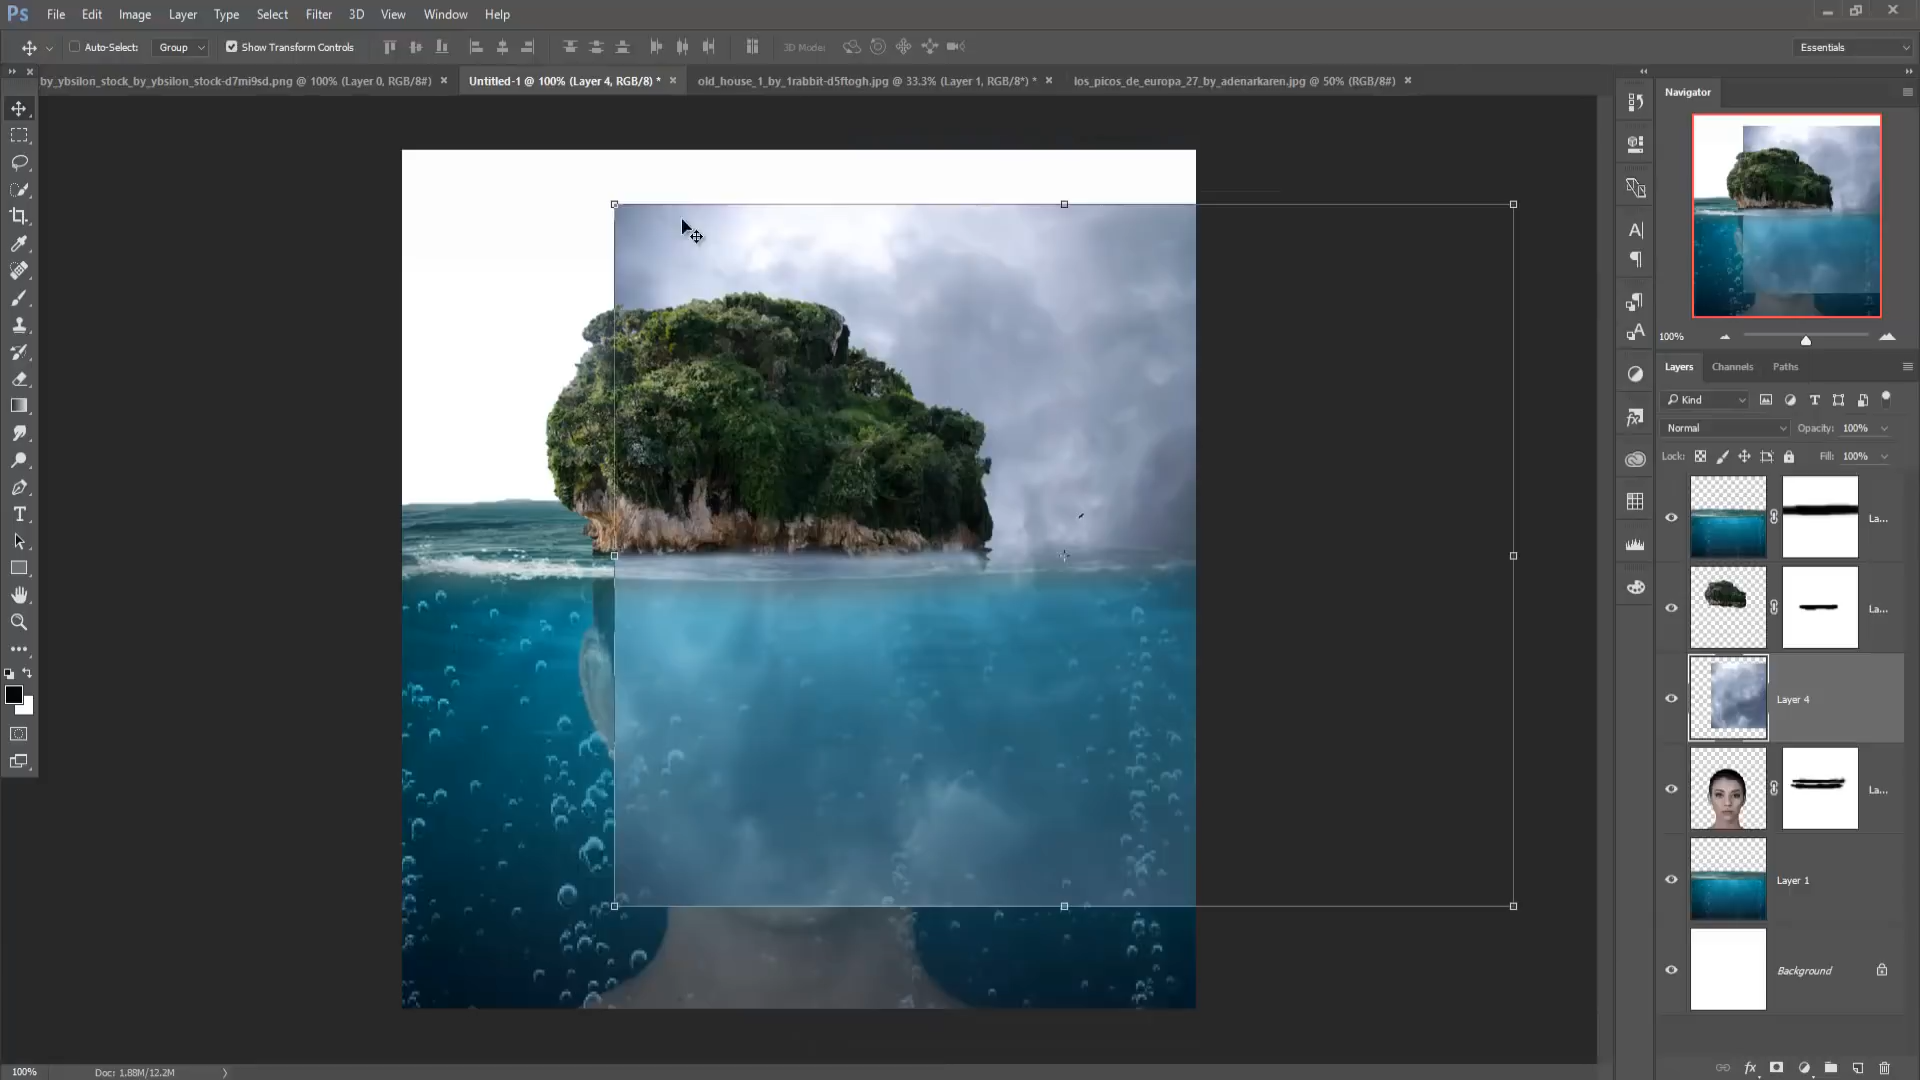 Ps File Edit Image Layer Type Select Filter 3D View Window Help
Auto-Select: Group Show Transform Controls 3D Mode: Essentials
by_ybsilon_stock_by_ybsilon_stock-d7mi9sd.png @ 100% (Layer 0, RGB/8#) Untitled-1 @ 100% (Layer 4, RGB/8) * old_house_1_by_1rabbit-d5ftogh.jpg @ 33.3% (Layer 1, RGB/8*) * los_picos_de_europa_27_by_adenarkaren.jpg @ 50% (RGB/8#)
Navigator
100%
Layers Channels Paths
Kind
Normal Opacity: 100%
Lock: Fill: 100%
La...
La...
Layer 4
La...
Layer 1
Background
100% Doc: 1.88M/12.2M